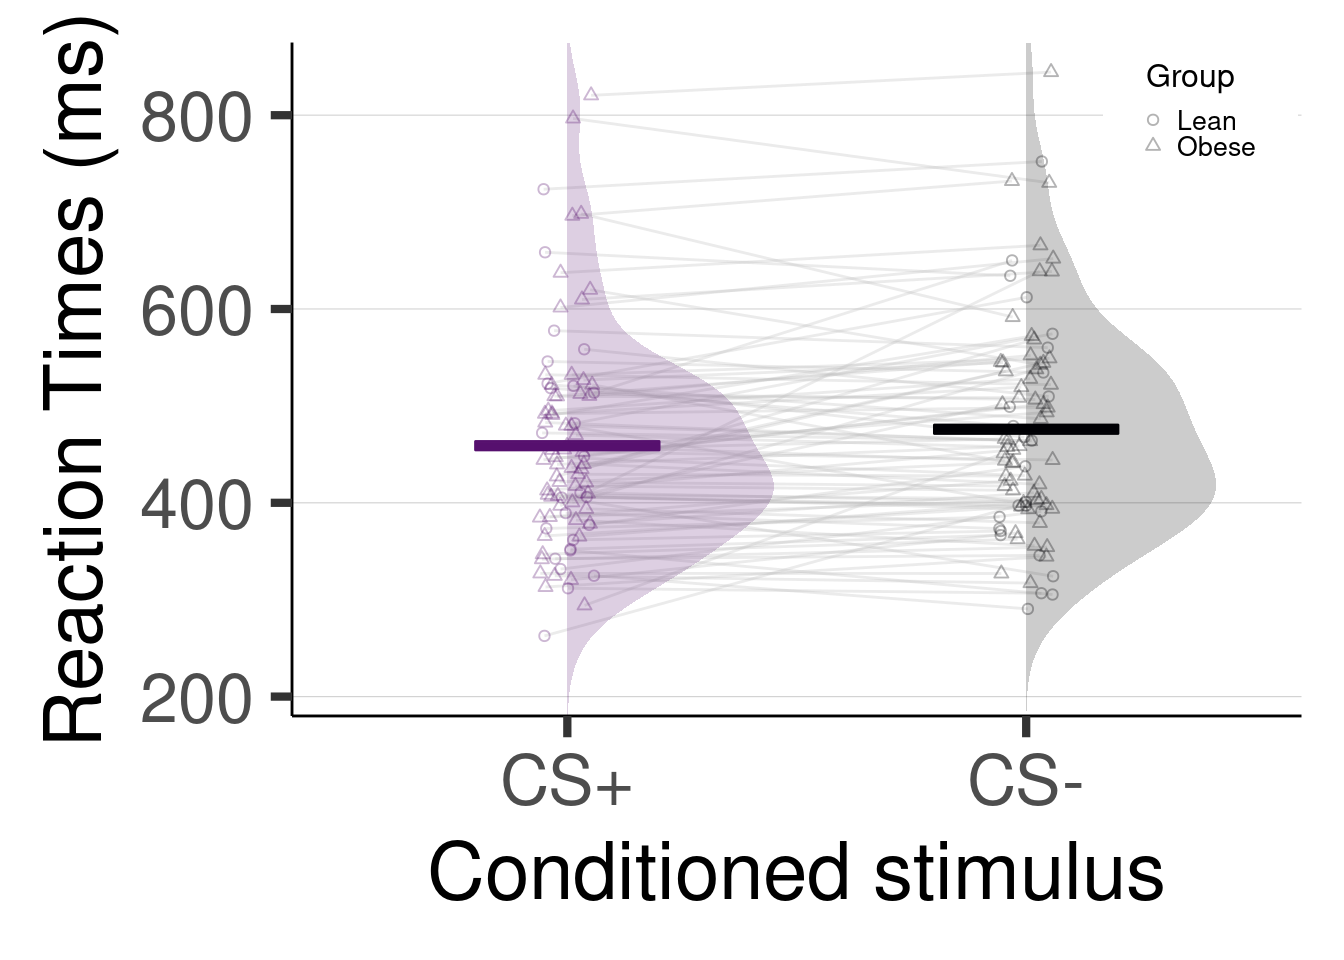 Reaction Times (ms)
800
600
400
200
Group
Lean
Obese
CS+
CS-
Conditioned stimulus